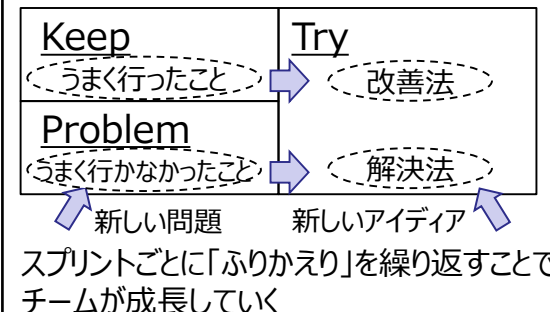 Keep
うまく行ったこと
Try
改善法
Problem
うまく行かなかったこと
解決法
新しい問題
新しいアイディア
スプリントごとに「ふりかえり」を繰り返すことで
チームが成長していく